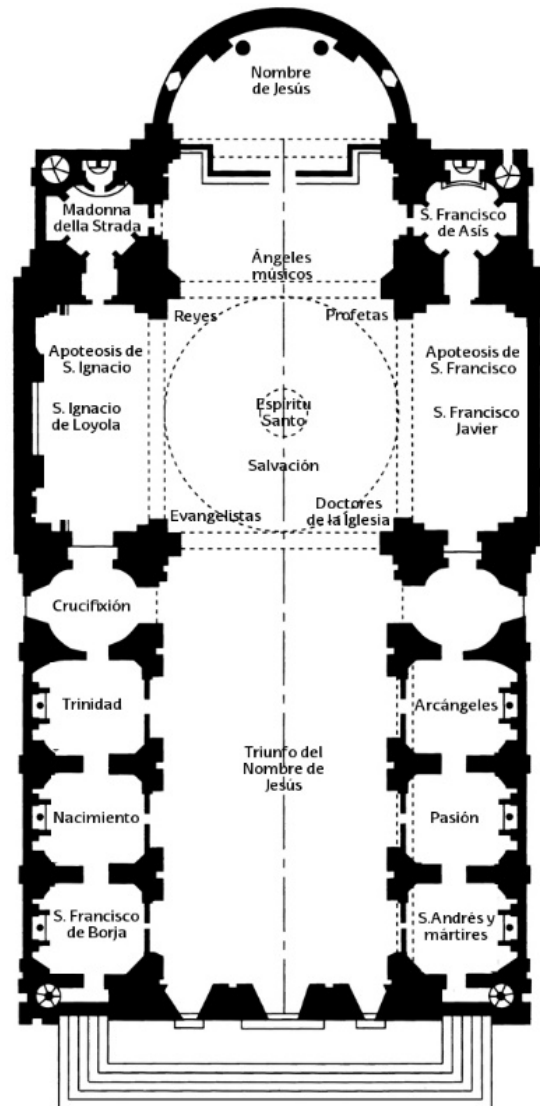 Nombre
de Jesús
Madonna
della Strada
S. Francisco
de Asís
Ángeles
músicos
Reyes
Profetas
Apoteosis de
S. Ignacio
S. Ignacio
de Loyola
Espíritu
Santo
Salvación
Apoteosis de
S. Francisco
S. Francisco
Javier
Evangelistas
Doctores
de la Iglesia
Crucifixión
Trinidad
Arcángeles
Triunfo del
Nombre de
Jesús
Nacimiento
Pasión
S. Francisco
de Borja
S.Andrés y
mártires